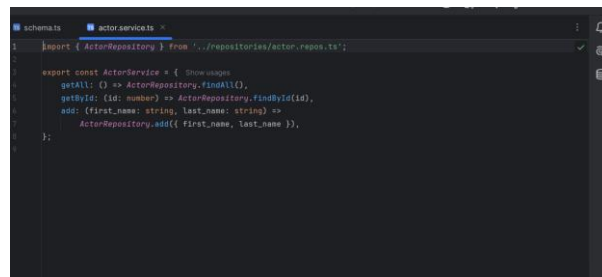 schema.ts
actor.service.ts
1 import { ActorRepository } from '../repositories/actor.repos.ts';
2
3 export const ActorService = { Show usages
4 getAll: () => ActorRepository.findAll(),
5 getById: (id: number) => ActorRepository.findById(id),
6 add: (first_name: string, last_name: string) =>
7 ActorRepository.add({ first_name, last_name }),
8 };
9